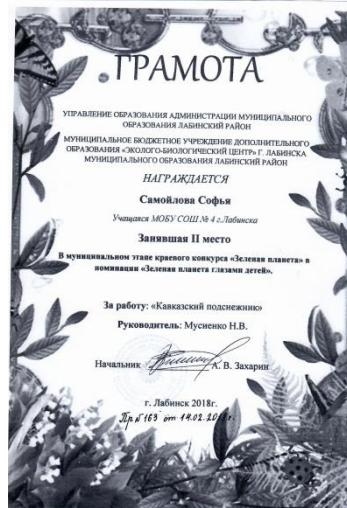 ГРАМОТА
УПРАВЛЕНИЕ ОБРАЗОВАНИЯ АДМИНИСТРАЦИИ МУНИЦИПАЛЬНОГО
ОБРАЗОВАНИЯ ЛАБИНСКИЙ РАЙОН
МУНИЦИПАЛЬНОЕ БЮДЖЕТНОЕ УЧРЕЖДЕНИЕ ДОПОЛНИТЕЛЬНОГО
ОБРАЗОВАНИЯ «ЭКОЛОГО-БИОЛОГИЧЕСКИЙ ЦЕНТР» Г. ЛАБИНСКА
МУНИЦИПАЛЬНОГО ОБРАЗОВАНИЯ ЛАБИНСКИЙ РАЙОН
НАГРАЖДАЕТСЯ
Самойлова Софья
Учащаяся МОБУ СОШ № 4 г.Лабинска
Занявшая II место
В муниципальном этапе краевого конкурса «Зеленая планета» в
номинации «Зеленая планета глазами детей».
За работу: «Кавказский подснежник»
Руководитель: Мусиенко Н.В.
Начальник А. В. Захарин
г. Лабинск 2018г.
Пр №163 от 14.02.2018г.